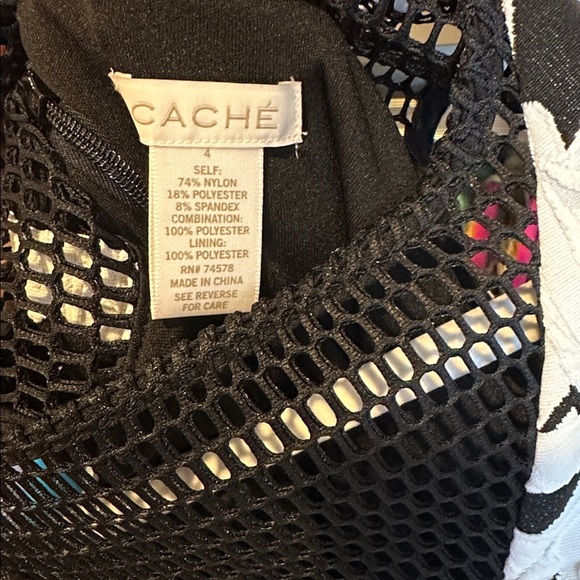 CACHÉ
4
SELF:
74% NYLON
18% POLYESTER
8% SPANDEX
COMBINATION:
100% POLYESTER
LINING:
100% POLYESTER
RN# 74578
MADE IN CHINA
SEE REVERSE
FOR CARE